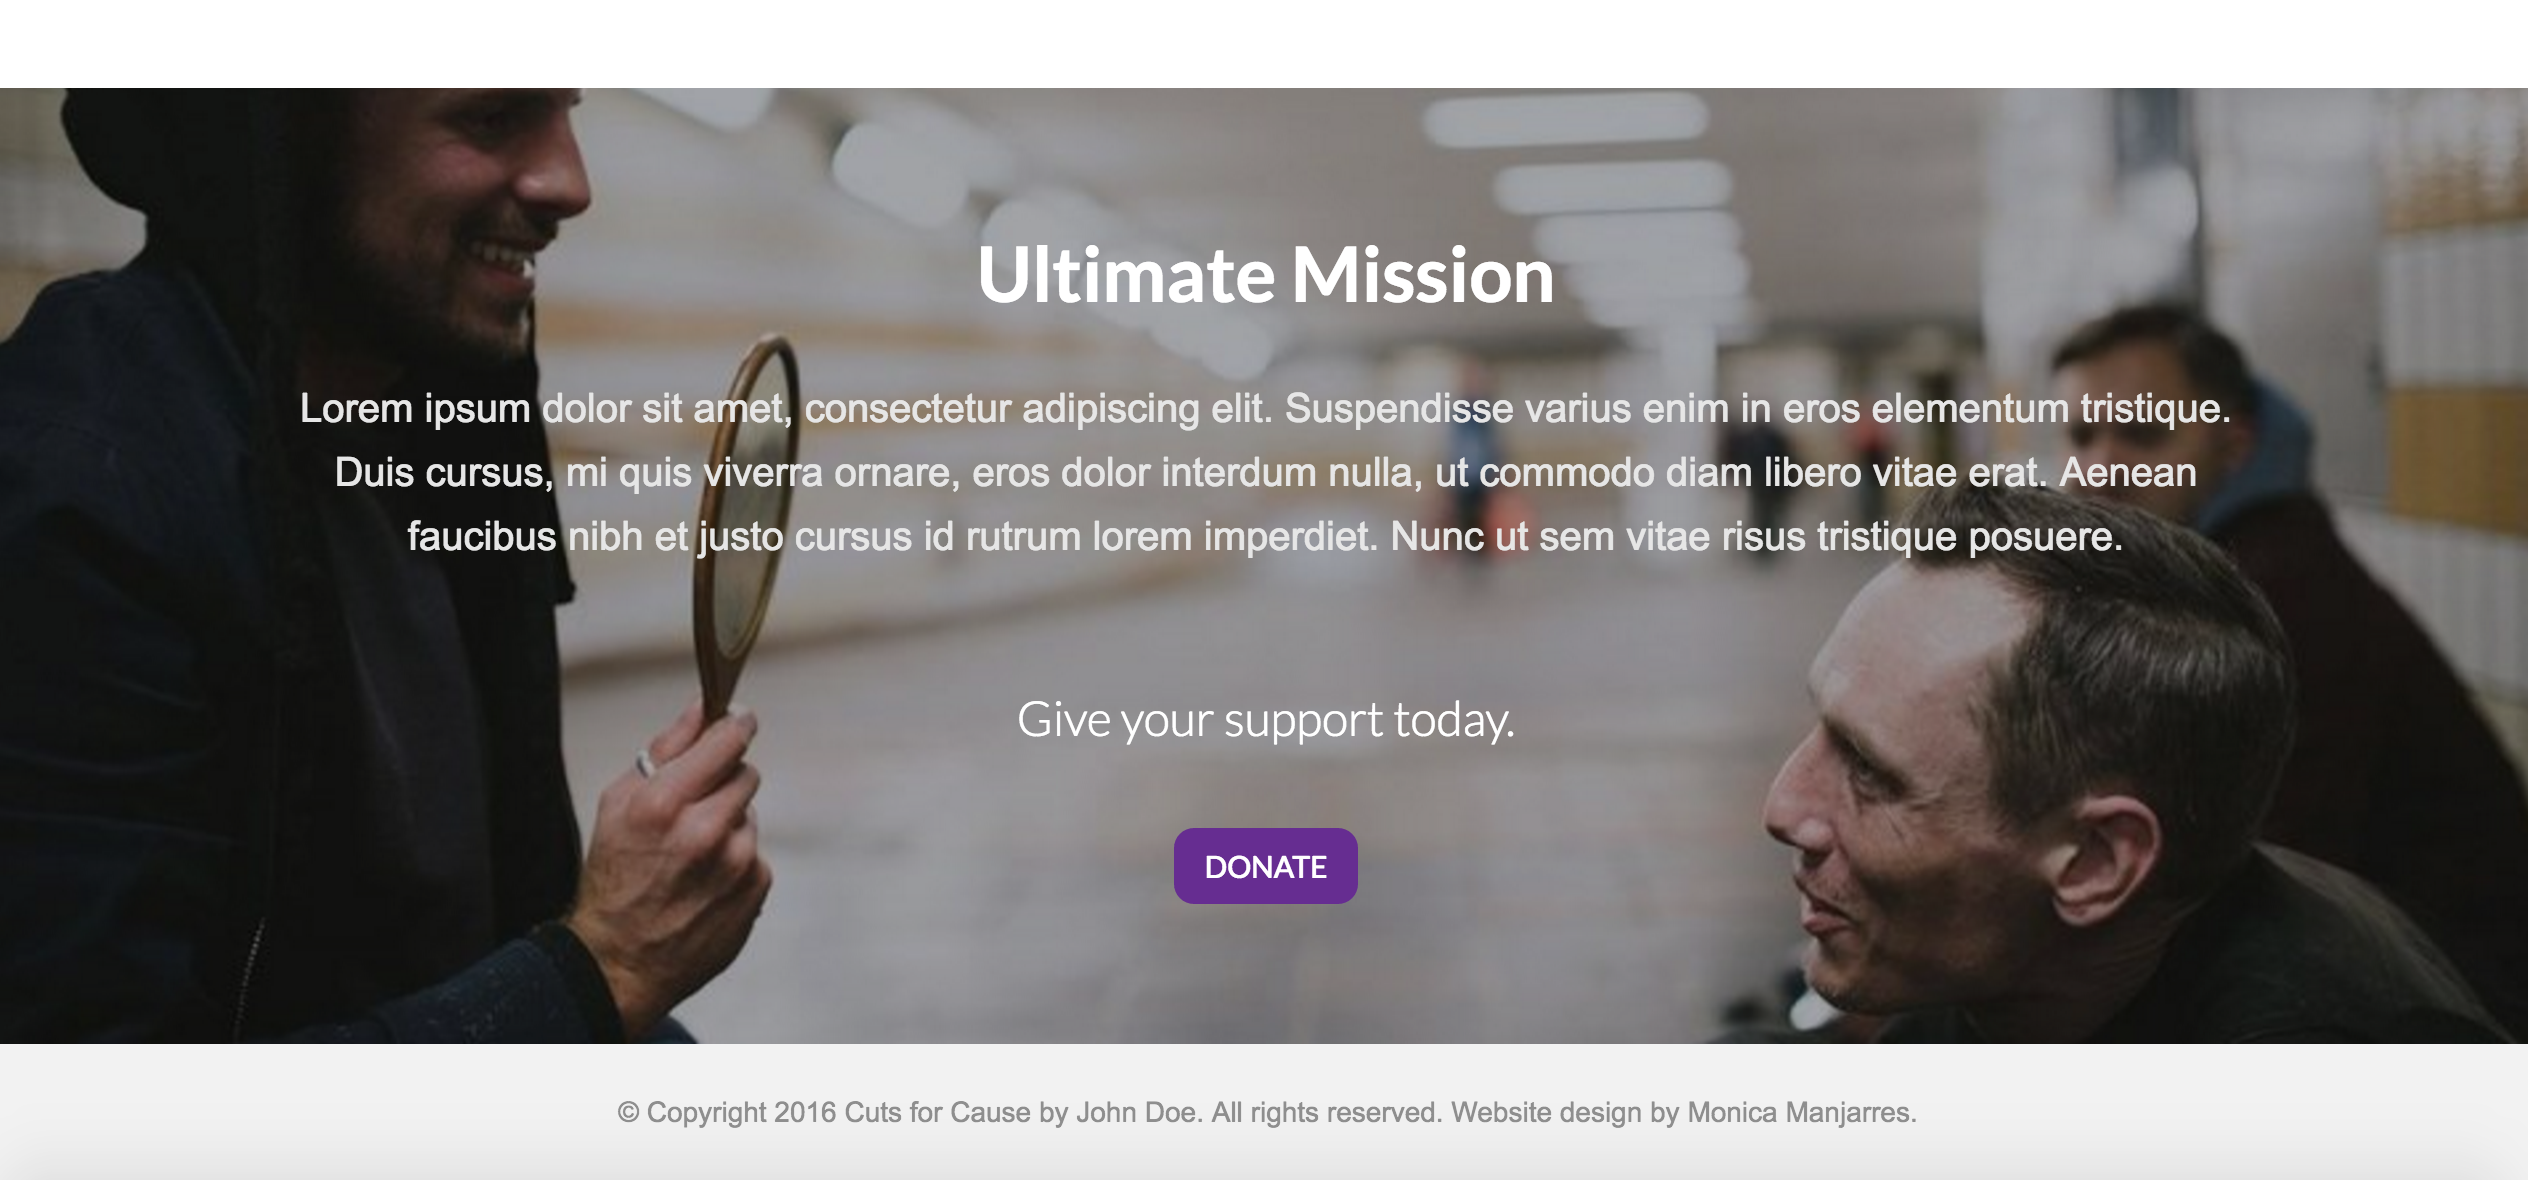 Ultimate Mission
Lorem ipsum dolor sit amet, consectetur adipiscing elit. Suspendisse varius enim in eros elementum tristique.
Duis cursus, mi quis viverra ornare, eros dolor interdum nulla, ut commodo diam libero vitae erat. Aenean
faucibus nibh et justo cursus id rutrum lorem imperdiet. Nunc ut sem vitae risus tristique posuere.
Give your support today.
DONATE
© Copyright 2016 Cuts for Cause by John Doe. All rights reserved. Website design by Monica Manjarres.